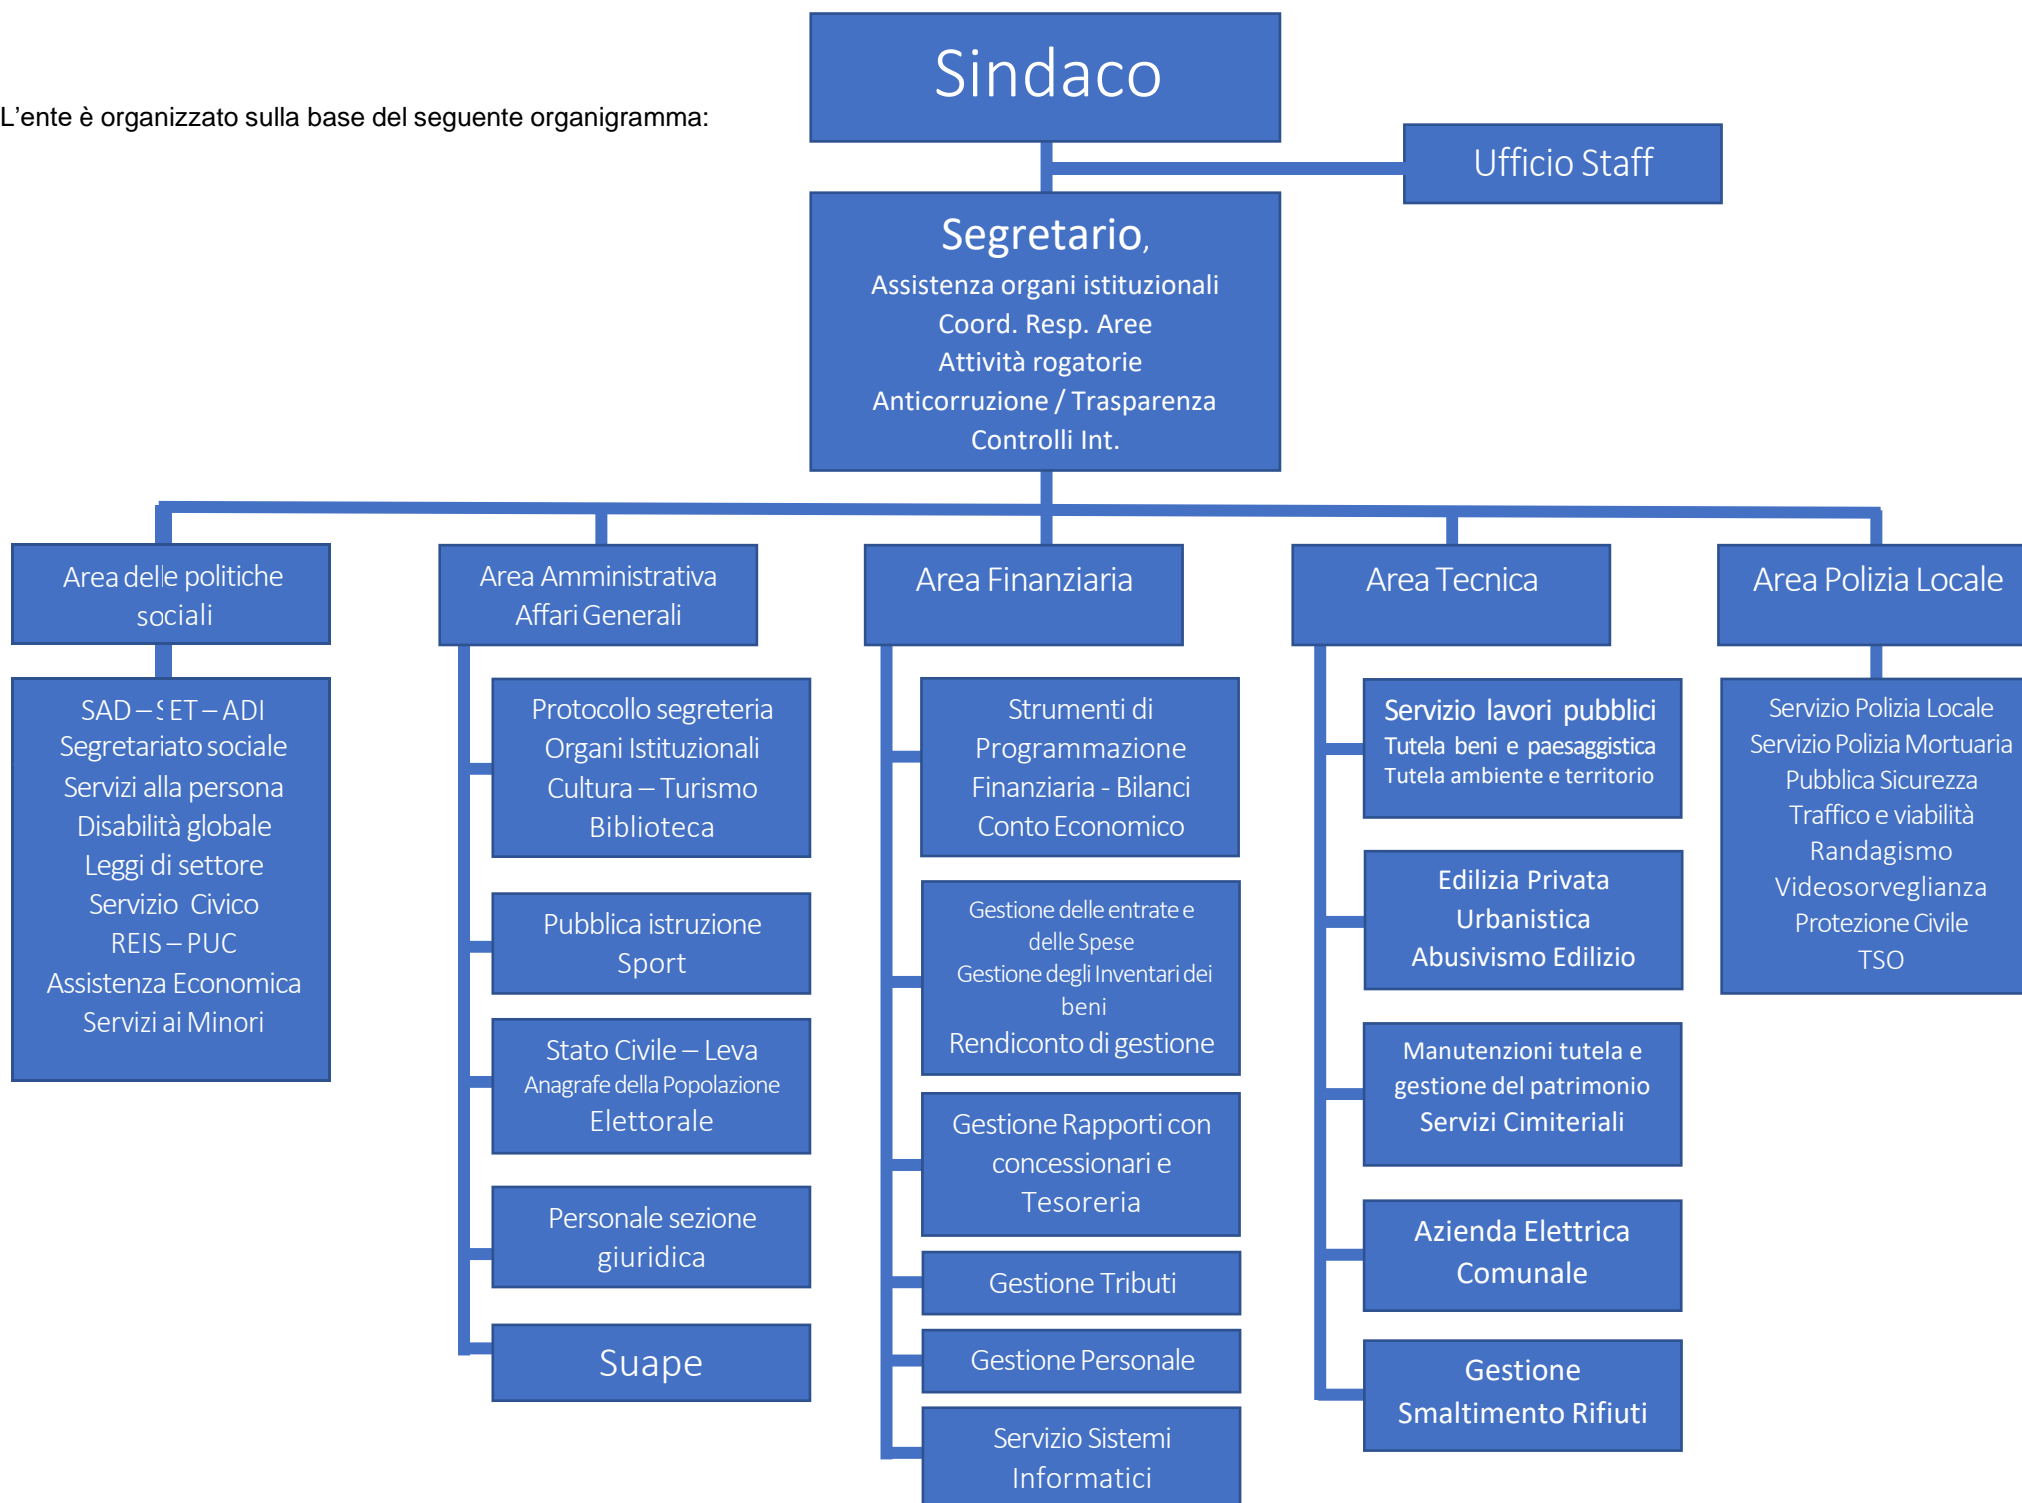 Sindaco
L'ente è organizzato sulla base del seguente organigramma:
Ufficio Staff
Segretario,
Assistenza organi istituzionali
Coord. Resp. Aree
Attività rogatorie
Anticorruzione / Trasparenza
Controlli Int.
Area delle politiche
sociali
SAD – SET – ADI
Segretariato sociale
Servizi alla persona
Disabilità globale
Leggi di settore
Servizio Civico
REIS – PUC
Assistenza Economica
Servizi ai Minori
Area Amministrativa
Affari Generali
Protocollo segreteria
Organi Istituzionali
Cultura – Turismo
Biblioteca
Pubblica istruzione
Sport
Stato Civile – Leva
Anagrafe della Popolazione
Elettorale
Personale sezione
giuridica
Suape
Area Finanziaria
Strumenti di
Programmazione
Finanziaria - Bilanci
Conto Economico
Gestione delle entrate e
delle Spese
Gestione degli Inventari dei
beni
Rendiconto di gestione
Gestione Rapporti con
concessionari e
Tesoreria
Gestione Tributi
Gestione Personale
Servizio Sistemi
Informatici
Area Tecnica
Servizio lavori pubblici
Tutela beni e paesaggistica
Tutela ambiente e territorio
Edilizia Privata
Urbanistica
Abusivismo Edilizio
Manutenzioni tutela e
gestione del patrimonio
Servizi Cimiteriali
Azienda Elettrica
Comunale
Gestione
Smaltimento Rifiuti
Area Polizia Locale
Servizio Polizia Locale
Servizio Polizia Mortuaria
Pubblica Sicurezza
Traffico e viabilità
Randagismo
Videosorveglianza
Protezione Civile
TSO